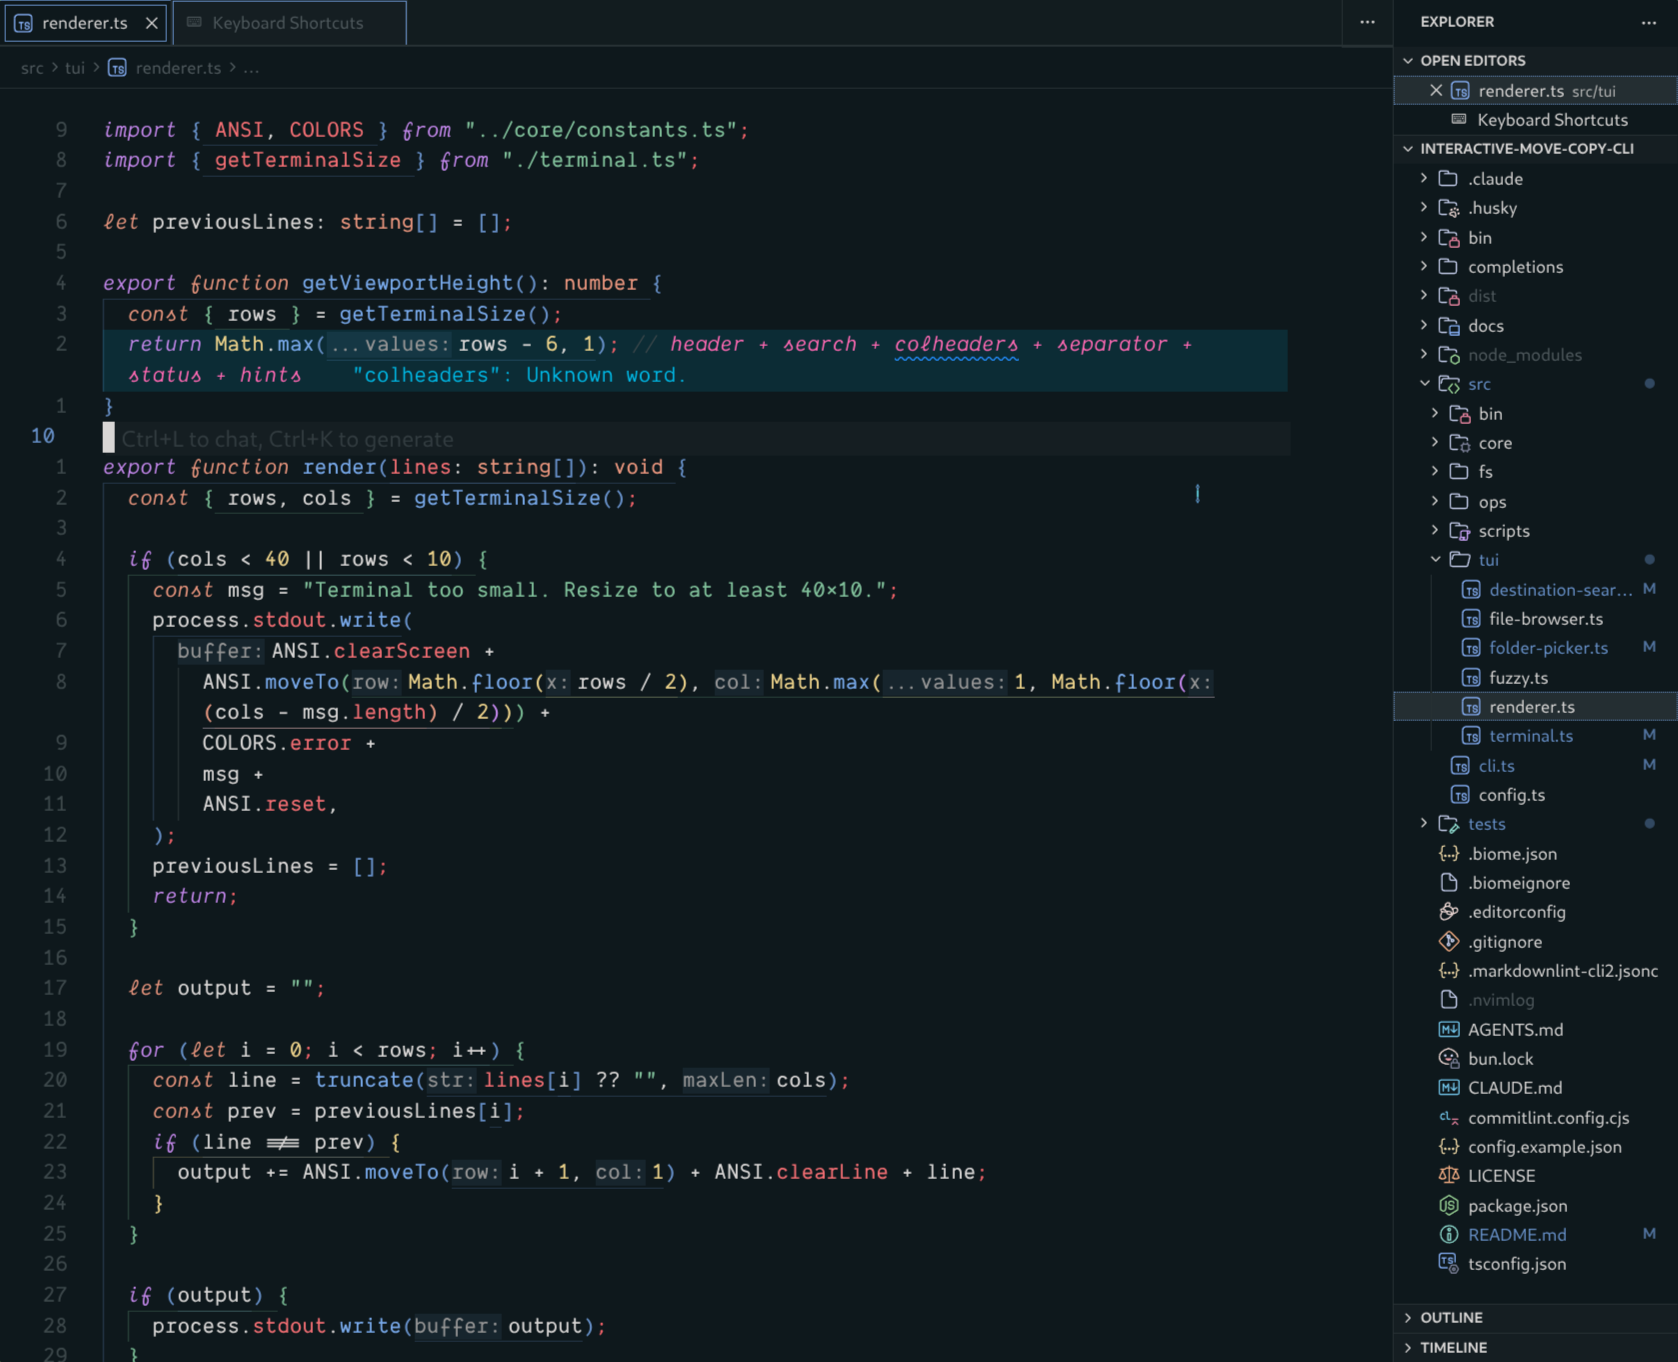 renderer.ts
Keyboard Shortcuts
src > tui > renderer.ts > ...
9 import { ANSI, COLORS } from "../core/constants.ts";
8 import { getTerminalSize } from "./terminal.ts";
7
6 let previousLines: string[] = [];
5
4 export function getViewportHeight(): number {
3 const { rows } = getTerminalSize();
2 return Math.max(...values: rows - 6, 1); // header + search + colheaders + separator +
status + hints "colheaders": Unknown word.
1 }
10 Ctrl+L to chat, Ctrl+K to generate
1 export function render(lines: string[]): void {
2 const { rows, cols } = getTerminalSize();
3
4 if (cols < 40 || rows < 10) {
5 const msg = "Terminal too small. Resize to at least 40×10.";
6 process.stdout.write(
7 buffer: ANSI.clearScreen +
8 ANSI.moveTo(row: Math.floor(x: rows / 2), col: Math.max(...values: 1, Math.floor(x:
(cols - msg.length) / 2))) +
9 COLORS.error +
10 msg +
11 ANSI.reset,
12 );
13 previousLines = [];
14 return;
15 }
16
17 let output = "";
18
19 for (let i = 0; i < rows; i++) {
20 const line = truncate(str: lines[i] ?? "", maxLen: cols);
21 const prev = previousLines[i];
22 if (line !== prev) {
23 output += ANSI.moveTo(row: i + 1, col: 1) + ANSI.clearLine + line;
24 }
25 }
26
27 if (output) {
28 process.stdout.write(buffer: output);
29 }
EXPLORER
OPEN EDITORS
renderer.ts src/tui
Keyboard Shortcuts
INTERACTIVE-MOVE-COPY-CLI
.claude
.husky
bin
completions
dist
docs
node_modules
src
bin
core
fs
ops
scripts
tui
destination-sear... M
file-browser.ts
folder-picker.ts M
fuzzy.ts
renderer.ts
terminal.ts M
cli.ts M
config.ts
tests
.biome.json
.biomeignore
.editorconfig
.gitignore
.markdownlint-cli2.jsonc
.nvimlog
AGENTS.md
bun.lock
CLAUDE.md
commitlint.config.cjs
config.example.json
LICENSE
package.json
README.md M
tsconfig.json
OUTLINE
TIMELINE